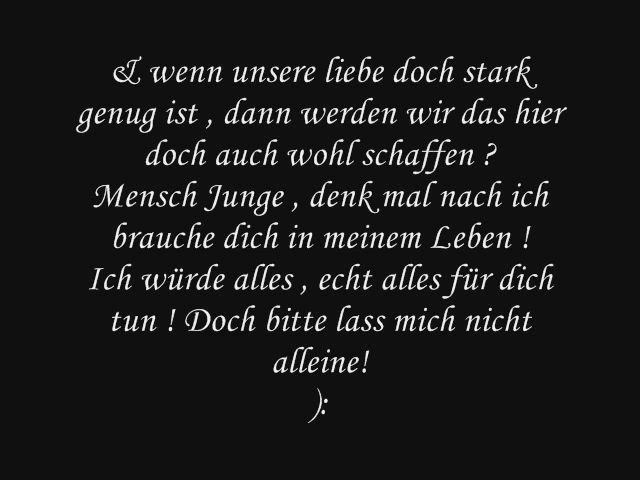 & wenn unsere liebe doch stark
genug ist , dann werden wir das hier
doch auch wohl schaffen ?
Mensch Junge , denk mal nach ich
brauche dich in meinem Leben !
Ich würde alles , echt alles für dich
tun ! Doch bitte lass mich nicht
alleine!
):